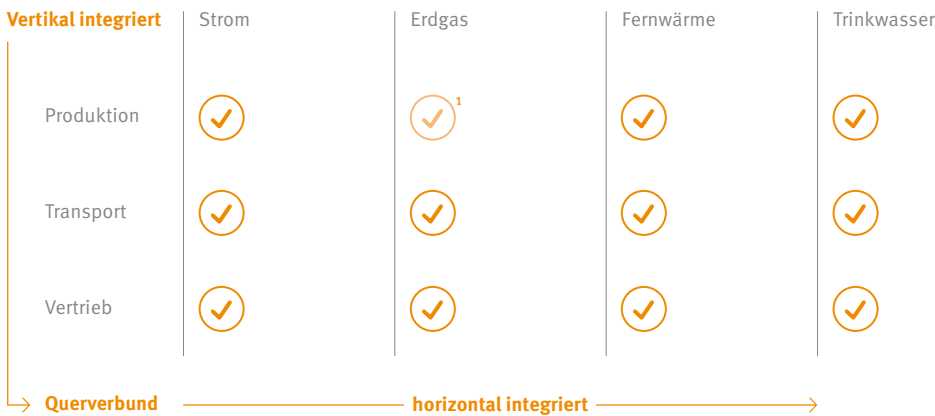 Vertikal integriert Strom Erdgas Fernwärme Trinkwasser
Produktion 1
Transport
Vertrieb
Querverbund horizontal integriert